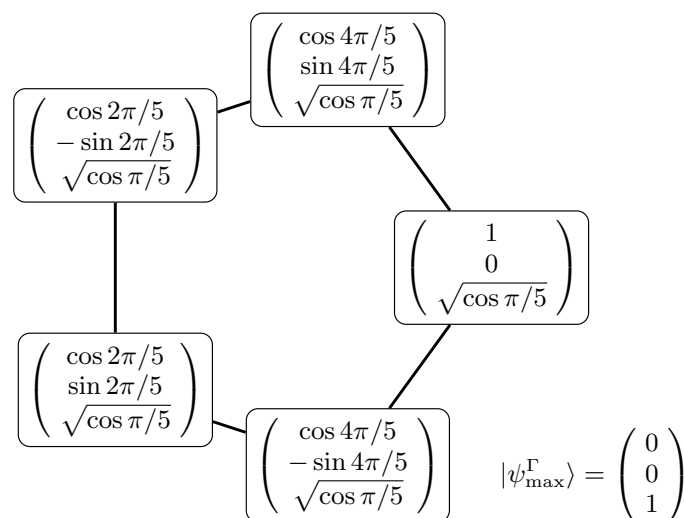 cos 4π/5
sin 4π/5
√cos π/5
cos 2π/5
− sin 2π/5
√cos π/5
1
0
√cos π/5
cos 2π/5
sin 2π/5
√cos π/5
cos 4π/5
− sin 4π/5
√cos π/5
0
|ψ^Γ_max⟩ = 0
1